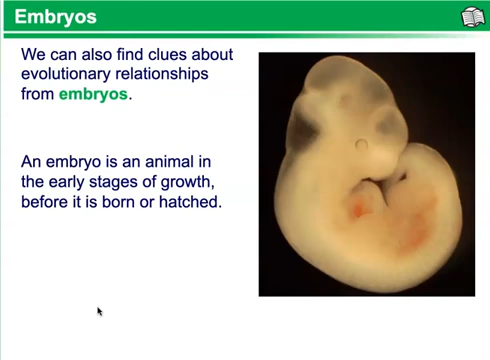 Embryos
We can also find clues about
evolutionary relationships
from embryos.
An embryo is an animal in
the early stages of growth,
before it is born or hatched.